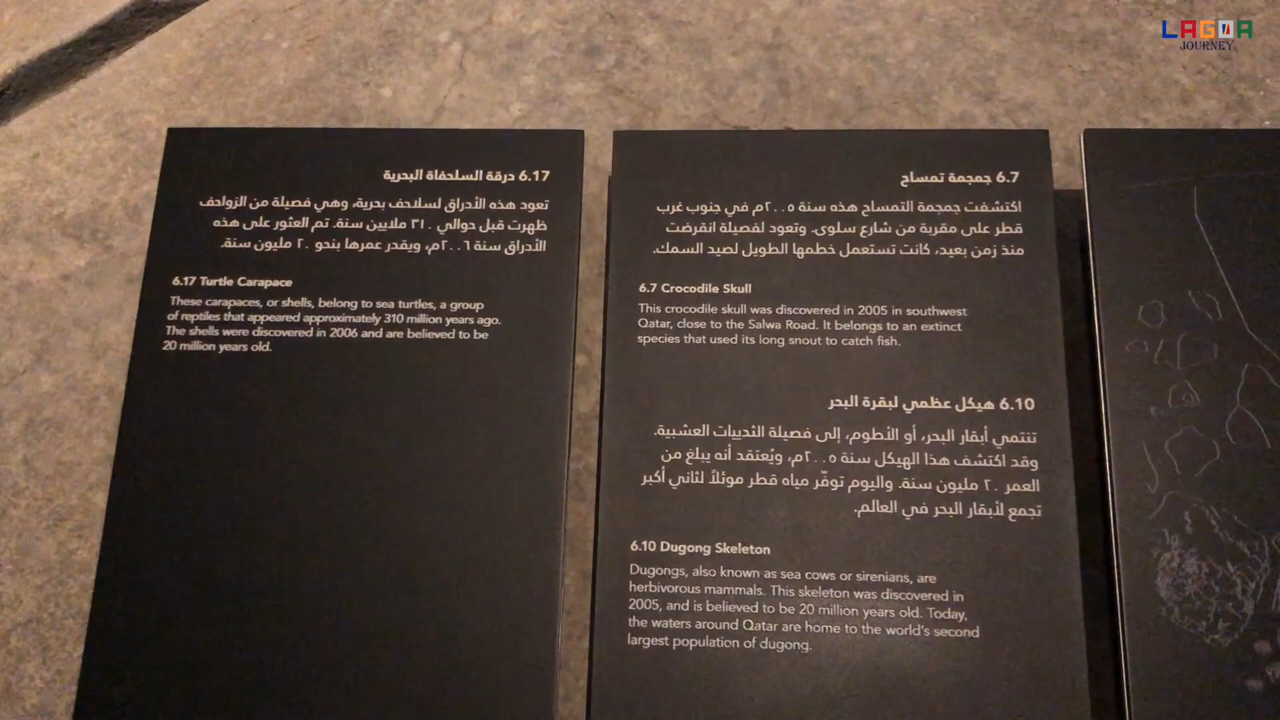 LAGOA
JOURNEY
6.17 درقة السلحفاة البحرية
تعود هذه الأدراق لسلاحف بحرية، وهي فصيلة من الزواحف
ظهرت قبل حوالي ٣١٠ ملايين سنة. تم العثور على هذه
الأدراق سنة ٢٠٠٦م، ويقدر عمرها بنحو ٢٠ مليون سنة.
6.17 Turtle Carapace
These carapaces, or shells, belong to sea turtles, a group
of reptiles that appeared approximately 310 million years ago.
The shells were discovered in 2006 and are believed to be
20 million years old.
6.7 جمجمة تمساح
اكتشفت جمجمة التمساح هذه سنة ٢٠٠٥م في جنوب غرب
قطر على مقربة من شارع سلوى. وتعود لفصيلة انقرضت
منذ زمن بعيد، كانت تستعمل خطمها الطويل لصيد السمك.
6.7 Crocodile Skull
This crocodile skull was discovered in 2005 in southwest
Qatar, close to the Salwa Road. It belongs to an extinct
species that used its long snout to catch fish.
6.10 هيكل عظمي لبقرة البحر
تنتمي أبقار البحر، أو الأطوم، إلى فصيلة الثدييات العشبية.
وقد اكتشف هذا الهيكل سنة ٢٠٠٥م، ويُعتقد أنه يبلغ من
العمر ٢٠ مليون سنة. واليوم توفّر مياه قطر موئلاً لثاني أكبر
تجمع لأبقار البحر في العالم.
6.10 Dugong Skeleton
Dugongs, also known as sea cows or sirenians, are
herbivorous mammals. This skeleton was discovered in
2005, and is believed to be 20 million years old. Today,
the waters around Qatar are home to the world's second
largest population of dugong.